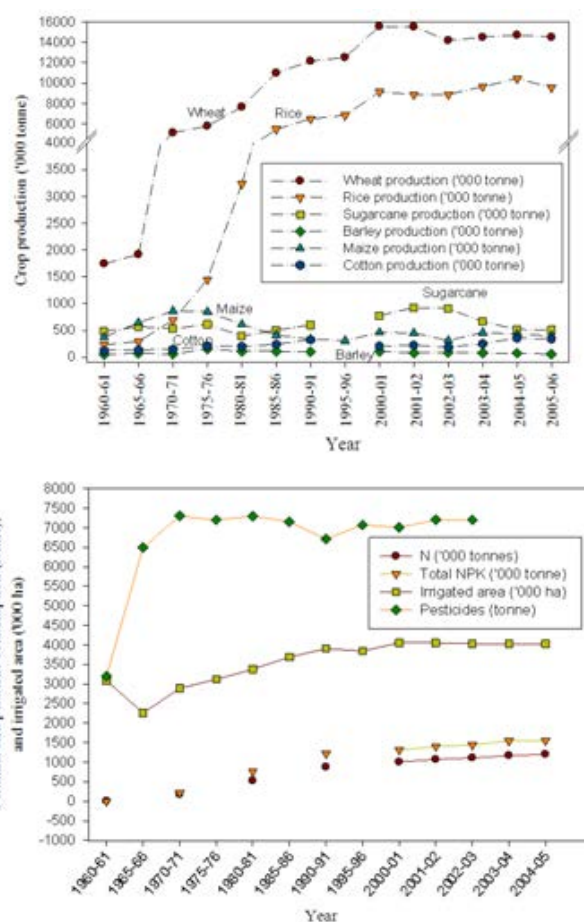 16000
14000
12000
10000
8000
6000
4000
3500
3000
2500
2000
1500
1000
500
0
Crop production ('000 tonne)
Wheat
Rice
Wheat production ('000 tonne)
Rice production ('000 tonne)
Sugarcane production ('000 tonne)
Barley production ('000 tonne)
Maize production ('000 tonne)
Cotton production ('000 tonne)
Sugarcane
Maize
Cotton
Barley
1960-61
1965-66
1970-71
1975-76
1980-81
1985-86
1990-91
1995-96
2000-01
2001-02
2002-03
2003-04
2004-05
2005-06
Year
8000
7000
6000
5000
4000
3500
3000
2500
2000
1500
1000
500
0
-500
-1000
and irrigated area ('000 ha)
N ('000 tonnes)
Total NPK ('000 tonne)
Irrigated area ('000 ha)
Pesticides (tonne)
1960-61
1965-66
1970-71
1975-76
1980-81
1985-86
1990-91
1995-96
2000-01
2001-02
2002-03
2003-04
2004-05
Year